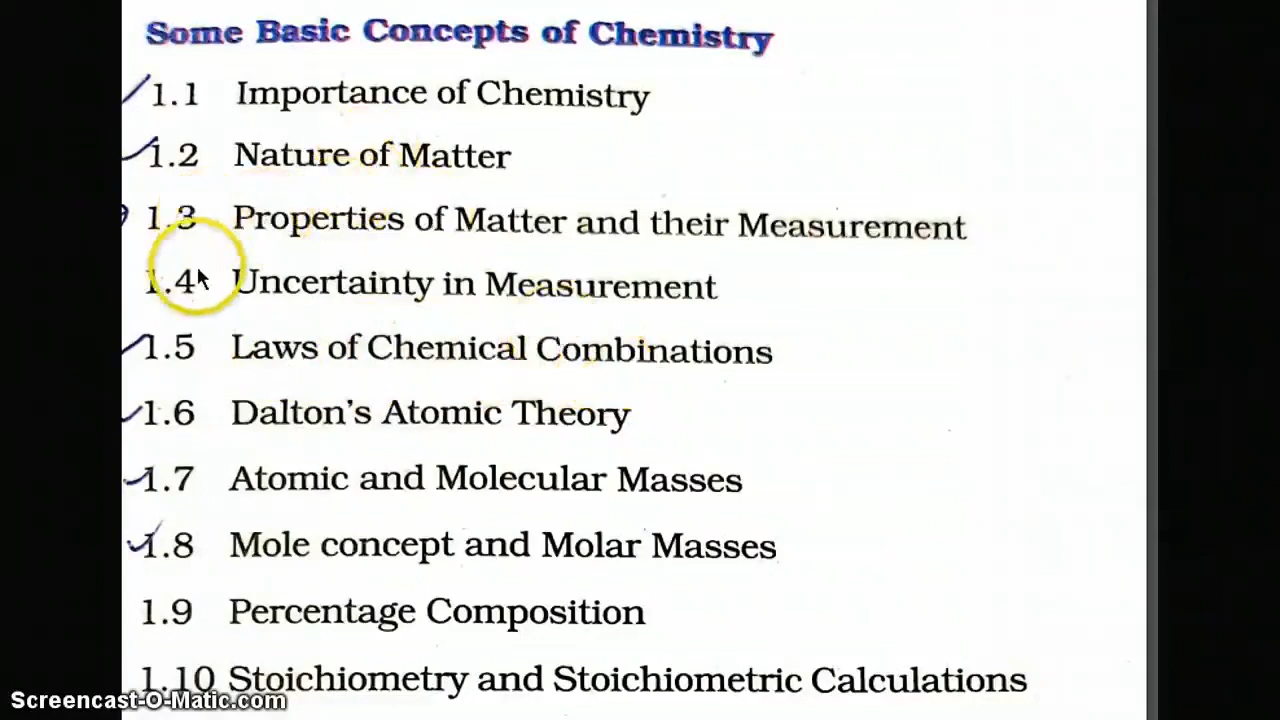 Some Basic Concepts of Chemistry
1.1 Importance of Chemistry
1.2 Nature of Matter
1.3 Properties of Matter and their Measurement
1.4 Uncertainty in Measurement
1.5 Laws of Chemical Combinations
1.6 Dalton's Atomic Theory
1.7 Atomic and Molecular Masses
1.8 Mole concept and Molar Masses
1.9 Percentage Composition
1.10 Stoichiometry and Stoichiometric Calculations
Screencast-O-Matic.com